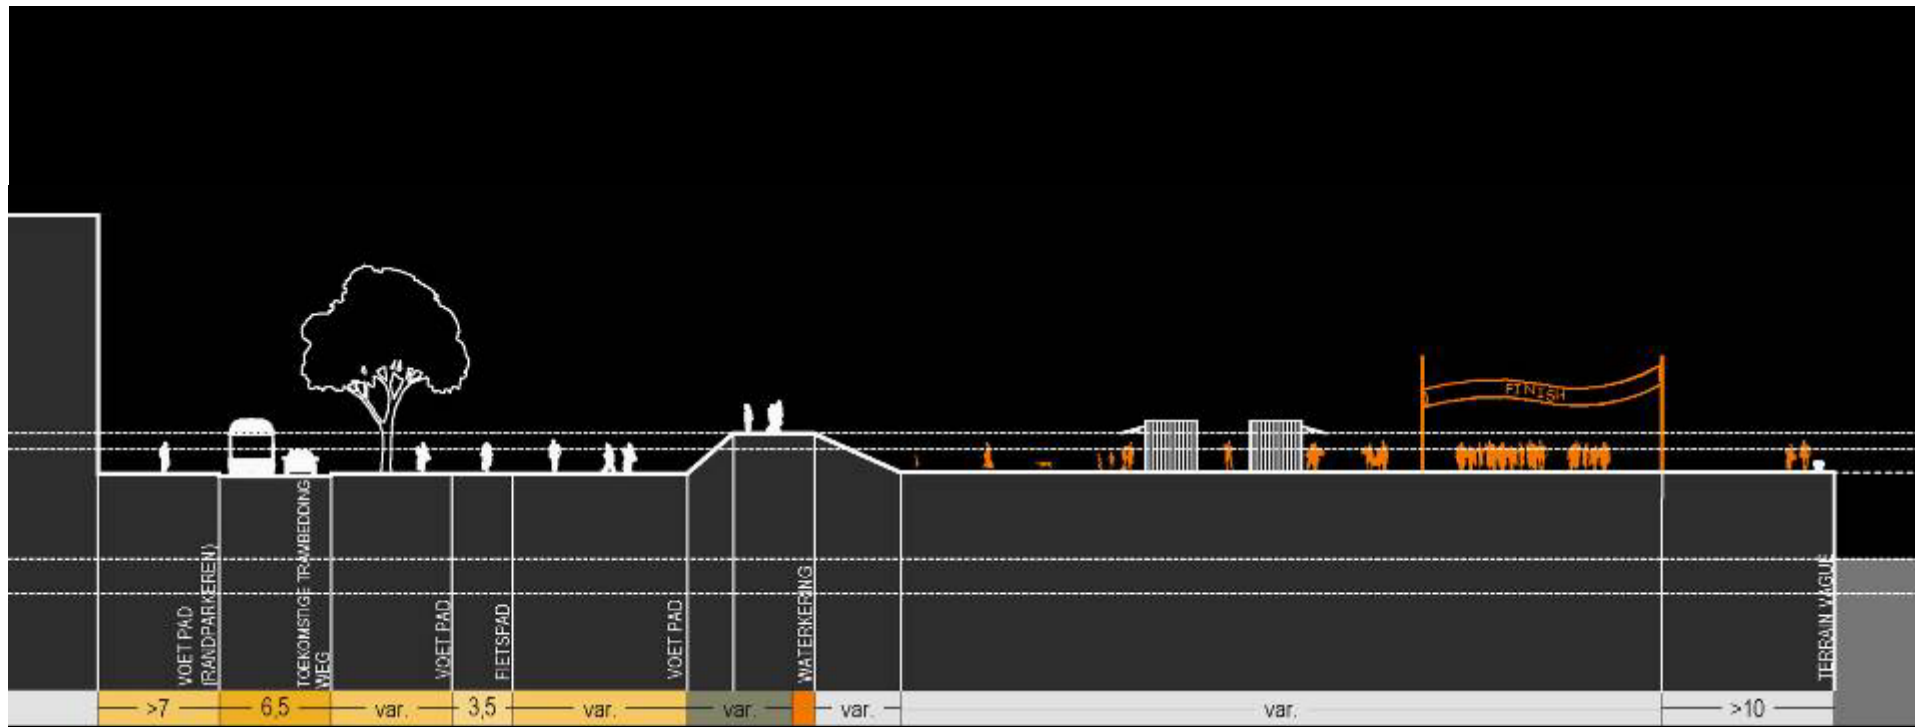 FINISH
VOET PAD
(RANDPARKEREN)
TOEKOMSTIGE TRAMBEDDING
WEG
VOET PAD
FIETSPAD
VOET PAD
WATERKERING
TERRAIN VAGUE
>7
6,5
var.
3,5
var.
var.
var.
var.
>10